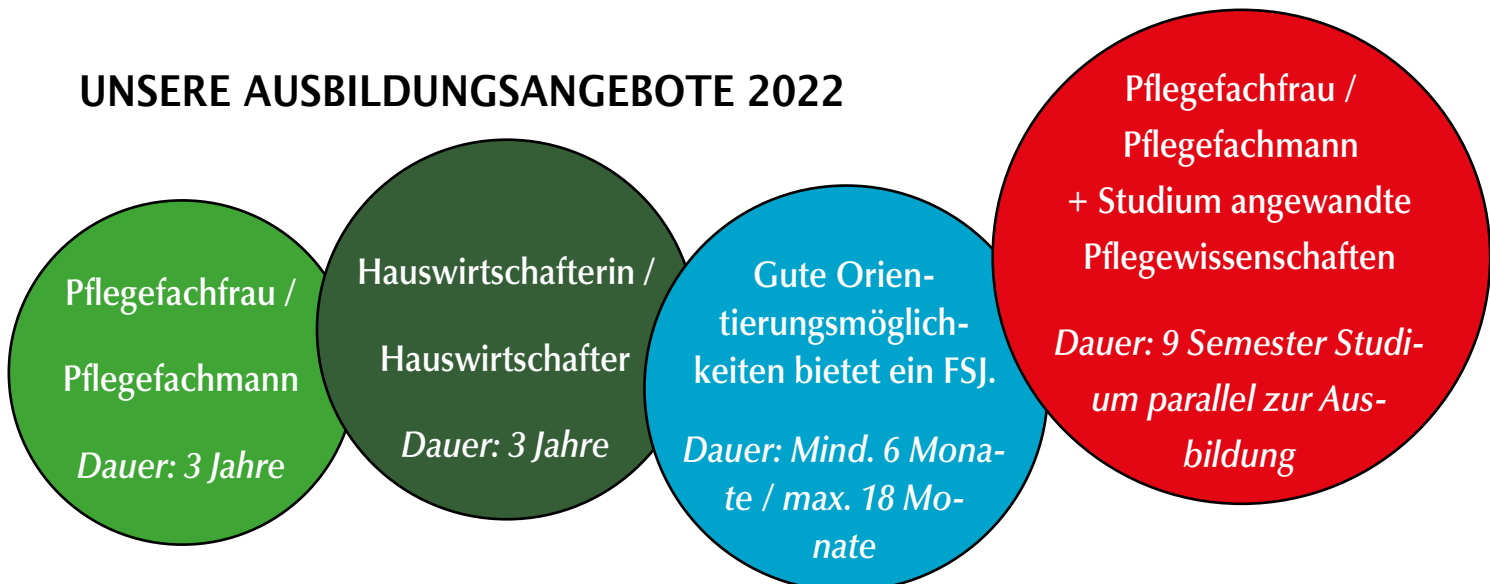 UNSERE AUSBILDUNGSANGEBOTE 2022
Pflegefachfrau /
Pflegefachmann
Dauer: 3 Jahre
Hauswirtschafterin /
Hauswirtschafter
Dauer: 3 Jahre
Gute Orien-
tierungsmöglich-
keiten bietet ein FSJ.
Dauer: Mind. 6 Mona-
te / max. 18 Mo-
nate
Pflegefachfrau /
Pflegefachmann
+ Studium angewandte
Pflegewissenschaften
Dauer: 9 Semester Studi-
um parallel zur Aus-
bildung